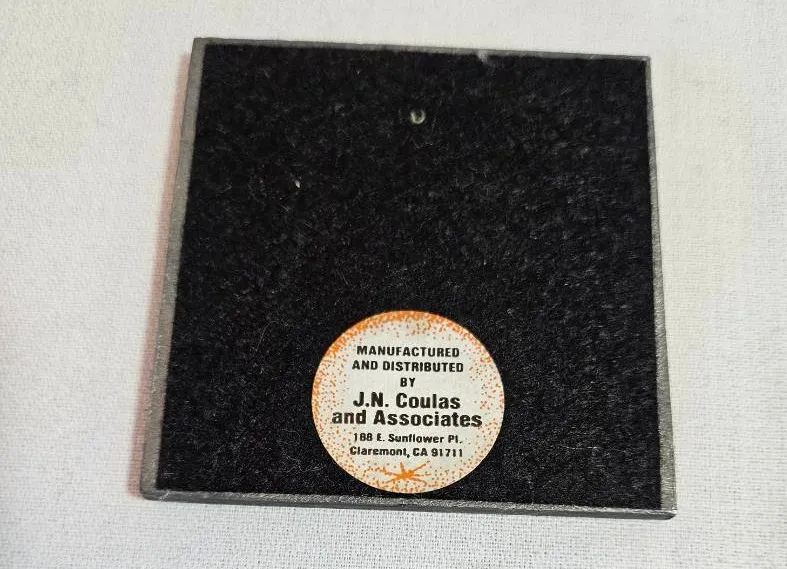 MANUFACTURED
AND DISTRIBUTED
BY
J.N. Coulas
and Associates
188 E. Sunflower Pl.
Claremont, CA 91711